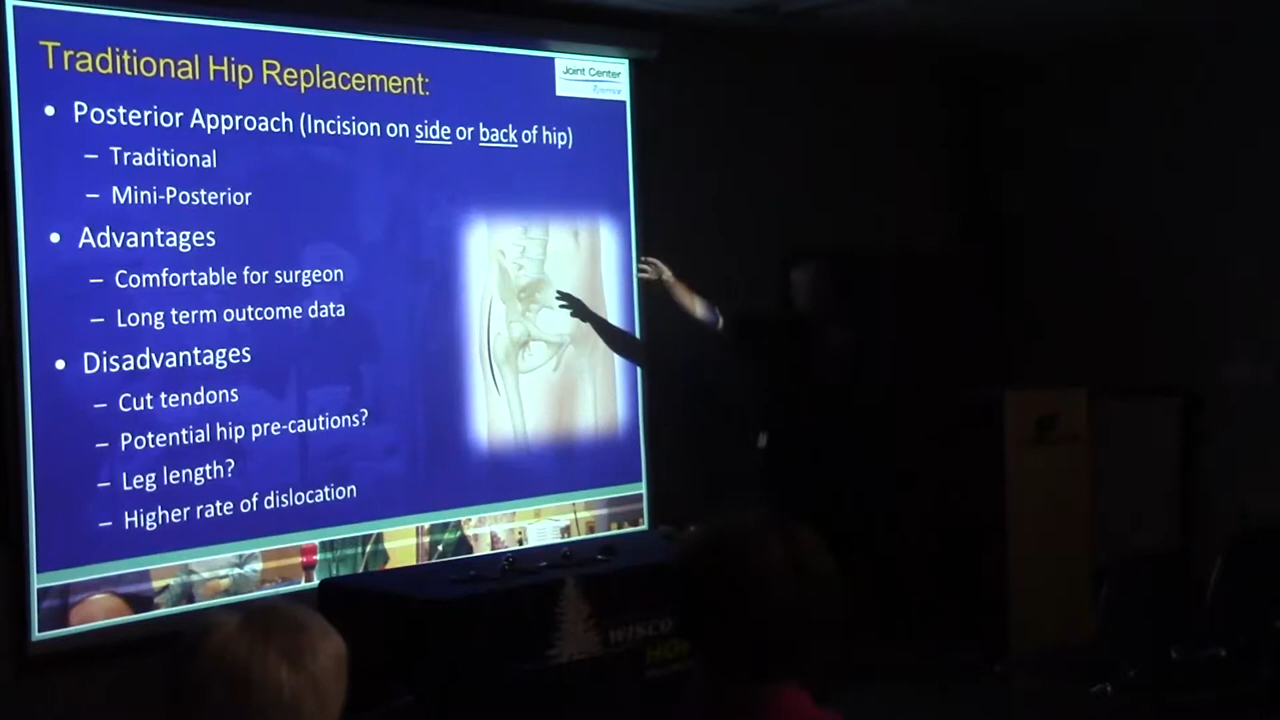 Traditional Hip Replacement:
Joint Center
• Posterior Approach (Incision on side or back of hip)
– Traditional
– Mini-Posterior
• Advantages
– Comfortable for surgeon
– Long term outcome data
• Disadvantages
– Cut tendons
– Potential hip pre-cautions?
– Leg length?
– Higher rate of dislocation
WISCO
HO